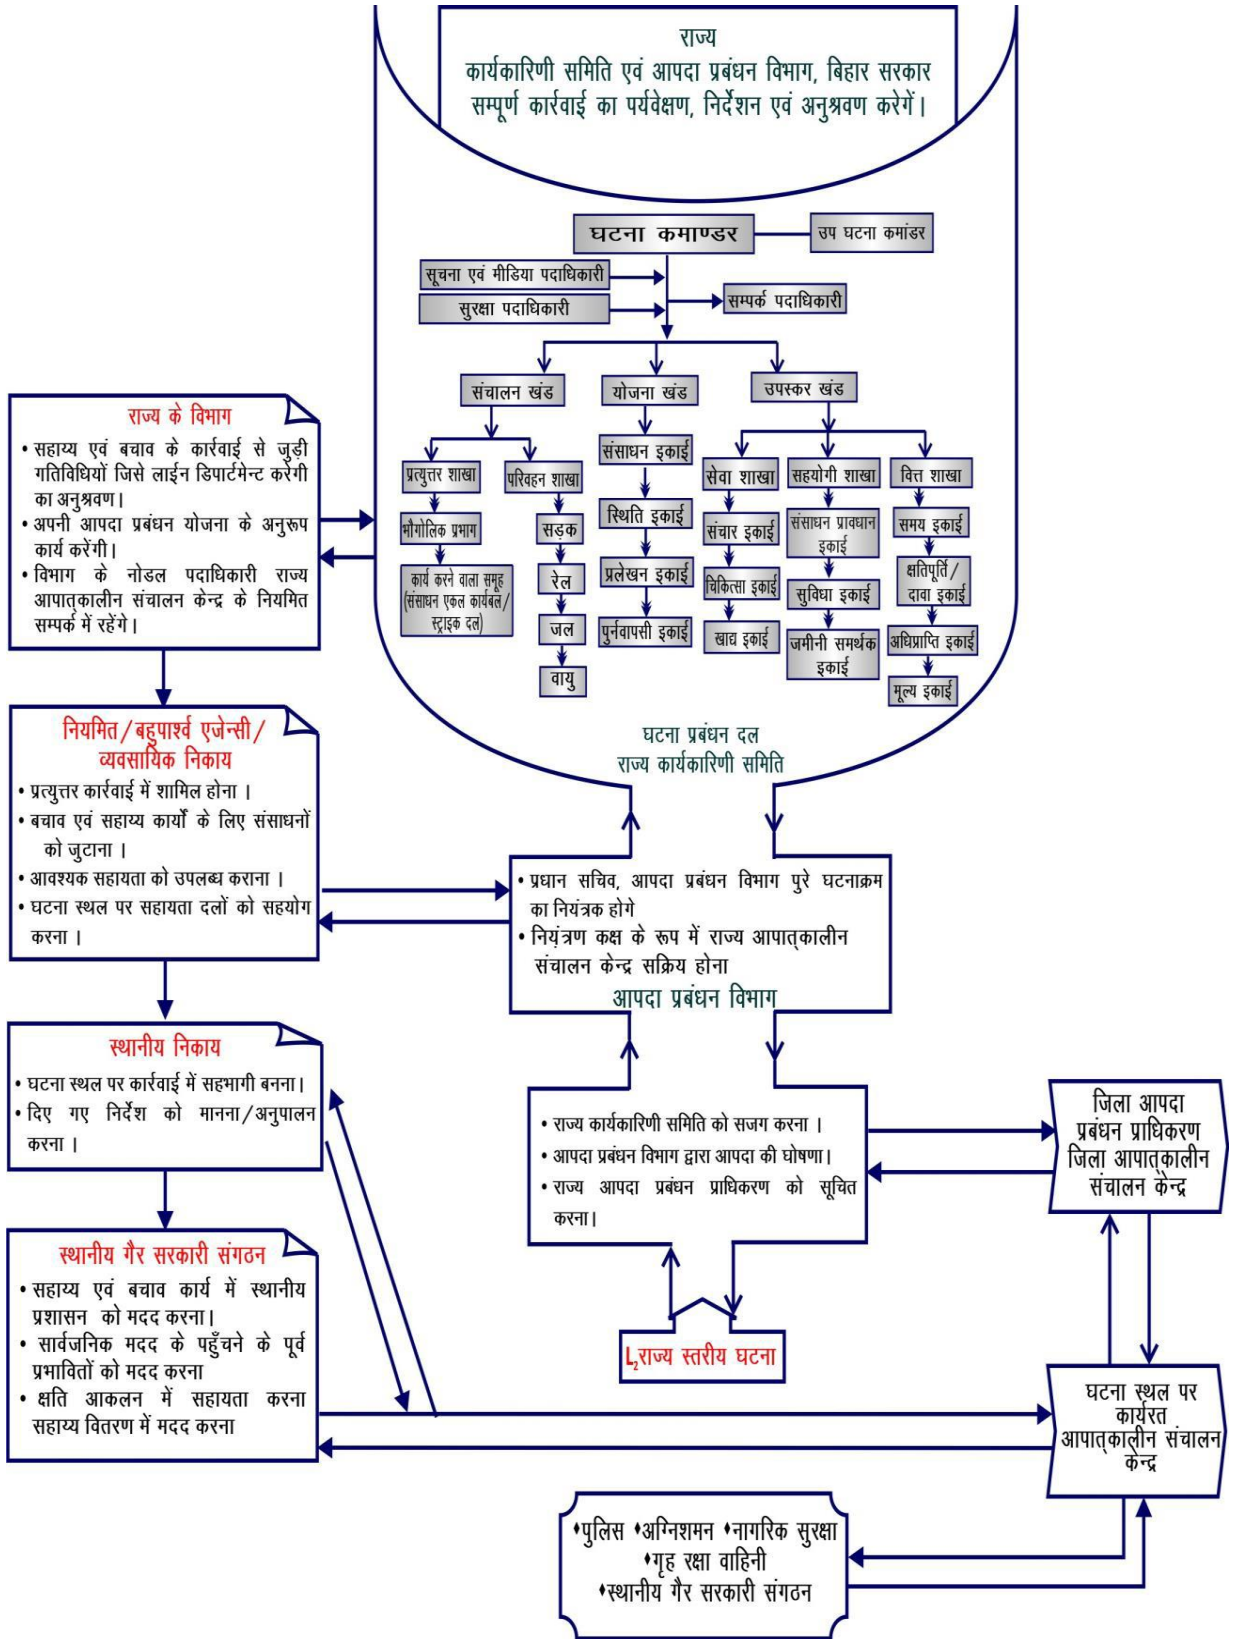 राज्य
कार्यकारिणी समिति एवं आपदा प्रबंधन विभाग, बिहार सरकार
सम्पूर्ण कार्रवाई का पर्यवेक्षण, निर्देशन एवं अनुश्रवण करेगें।
घटना कमाण्डर
उप घटना कमांडर
सूचना एवं मीडिया पदाधिकारी
सुरक्षा पदाधिकारी
सम्पर्क पदाधिकारी
संचालन खंड
योजना खंड
उपस्कर खंड
प्रत्युत्तर शाखा
परिवहन शाखा
भौगोलिक प्रभाग
कार्य करने वाला समूह
(संसाधन एकल कार्यबल/
स्ट्राइक दल)
सड़क
रेल
जल
वायु
संसाधन इकाई
स्थिति इकाई
प्रलेखन इकाई
पुर्नवापसी इकाई
सेवा शाखा
संचार इकाई
चिकित्सा इकाई
खाद्य इकाई
सहयोगी शाखा
संसाधन प्रावधान
इकाई
सुविधा इकाई
जमीनी समर्थक
इकाई
वित्त शाखा
समय इकाई
क्षतिपूर्ति/
दावा इकाई
अधिप्राप्ति इकाई
मूल्य इकाई
घटना प्रबंधन दल
राज्य कार्यकारिणी समिति
राज्य के विभाग
• सहाय्य एवं बचाव के कार्रवाई से जुड़ी
गतिविधियों जिसे लाईन डिपार्टमेन्ट करेगी
का अनुश्रवण।
• अपनी आपदा प्रबंधन योजना के अनुरूप
कार्य करेंगी।
• विभाग के नोडल पदाधिकारी राज्य
आपात्कालीन संचालन केन्द्र के नियमित
सम्पर्क में रहेंगे।
नियमित/बहुपार्श्व एजेन्सी/
व्यवसायिक निकाय
• प्रत्युत्तर कार्रवाई में शामिल होना ।
• बचाव एवं सहाय्य कार्यों के लिए संसाधनों
को जुटाना ।
• आवश्यक सहायता को उपलब्ध कराना ।
• घटना स्थल पर सहायता दलों को सहयोग
करना ।
• प्रधान सचिव, आपदा प्रबंधन विभाग पुरे घटनाक्रम
का नियंत्रक होगे
• नियंत्रण कक्ष के रूप में राज्य आपात्कालीन
संचालन केन्द्र सक्रिय होना
आपदा प्रबंधन विभाग
स्थानीय निकाय
• घटना स्थल पर कार्रवाई में सहभागी बनना।
• दिए गए निर्देश को मानना/अनुपालन
करना ।
• राज्य कार्यकारिणी समिति को सजग करना ।
• आपदा प्रबंधन विभाग द्वारा आपदा की घोषणा।
• राज्य आपदा प्रबंधन प्राधिकरण को सूचित
करना।
जिला आपदा
प्रबंधन प्राधिकरण
जिला आपात्कालीन
संचालन केन्द्र
स्थानीय गैर सरकारी संगठन
• सहाय्य एवं बचाव कार्य में स्थानीय
प्रशासन को मदद करना।
• सार्वजनिक मदद के पहुँचने के पूर्व
प्रभावितों को मदद करना
• क्षति आकलन में सहायता करना
सहाय्य वितरण में मदद करना
L₂राज्य स्तरीय घटना
घटना स्थल पर
कार्यरत
आपात्कालीन संचालन
केन्द्र
♦पुलिस ♦अग्निशमन ♦नागरिक सुरक्षा
♦गृह रक्षा वाहिनी
♦स्थानीय गैर सरकारी संगठन